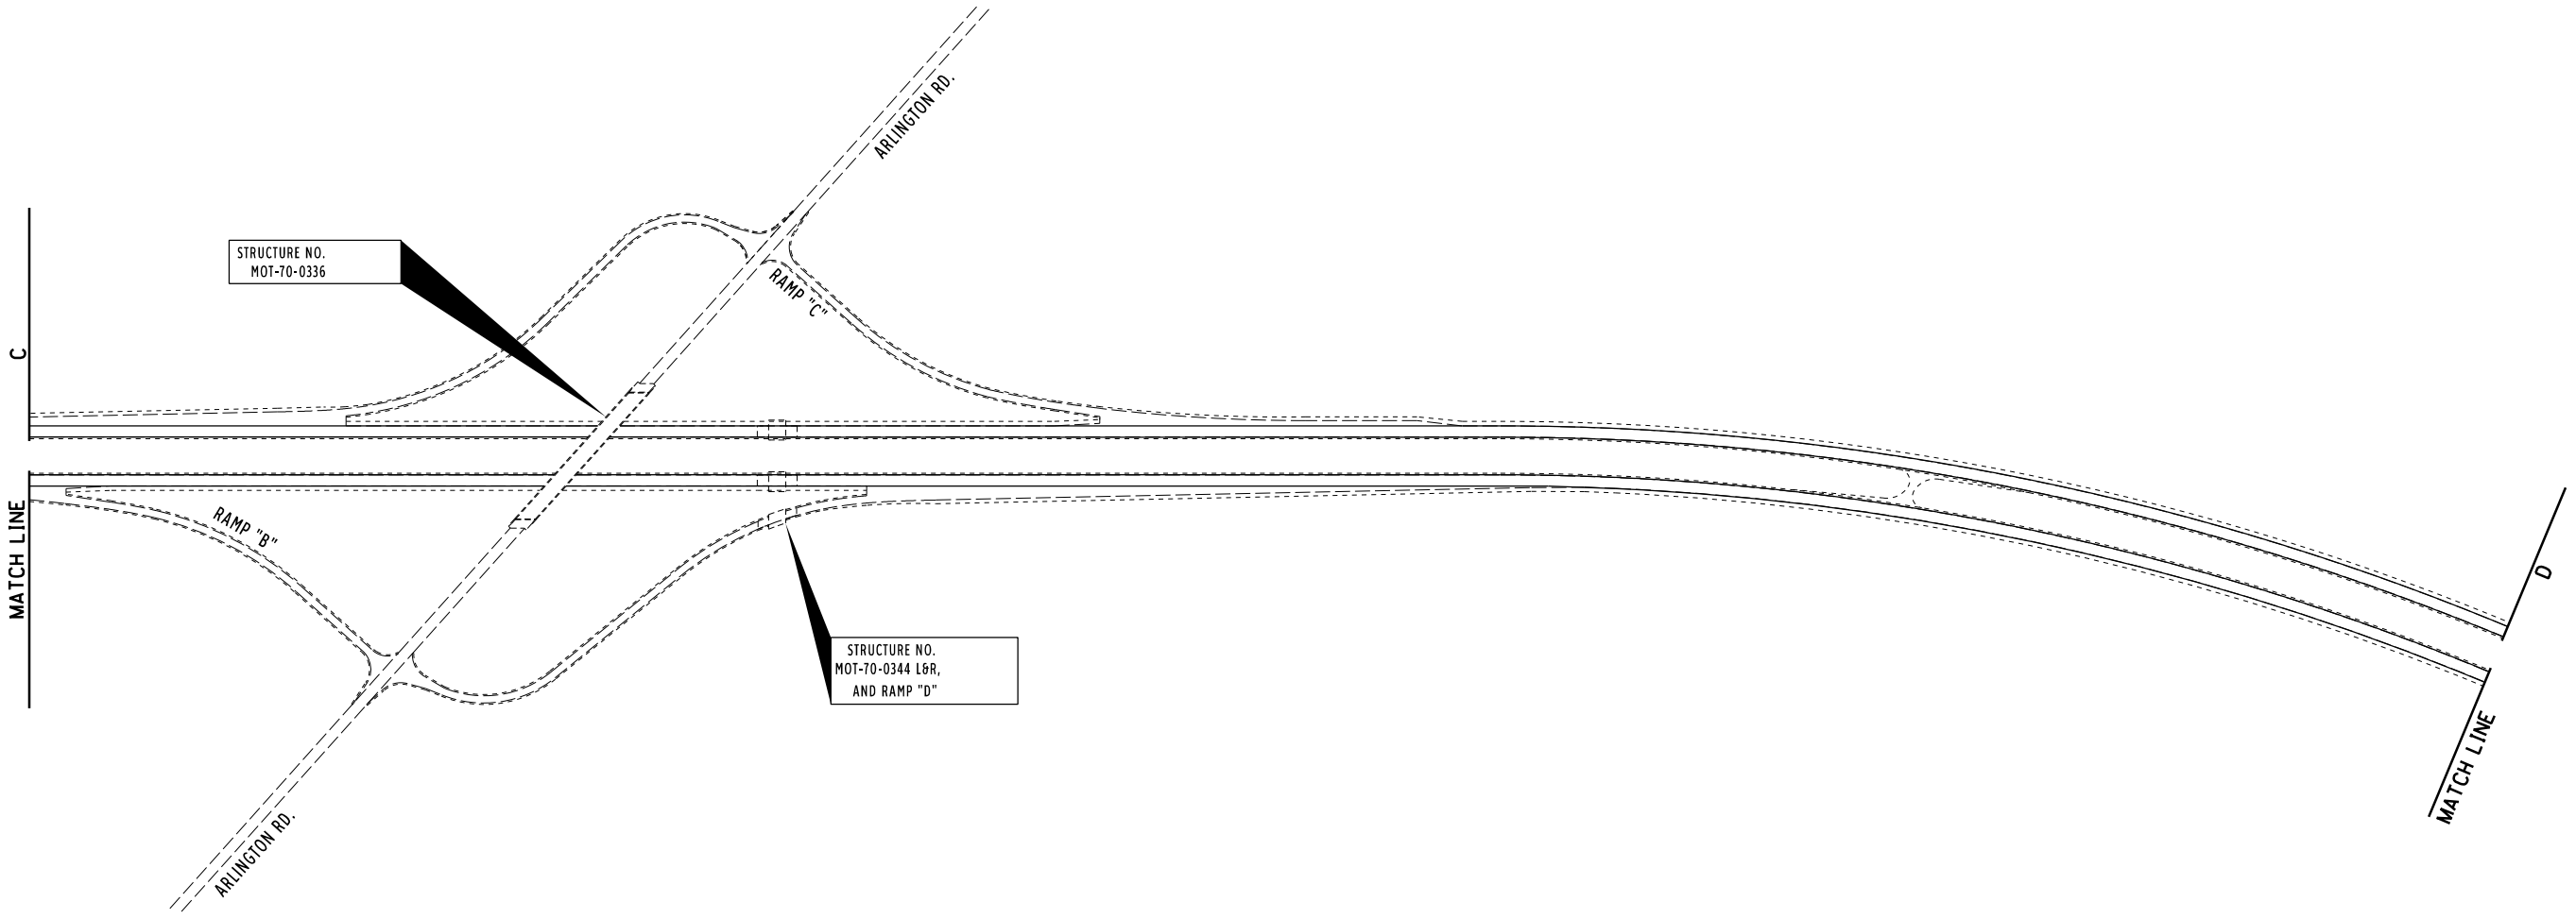 ARLINGTON RD.
STRUCTURE NO.
MOT-70-0336
RAMP "C"
C
MATCH LINE
RAMP "B"
STRUCTURE NO.
MOT-70-0344 L&R,
AND RAMP "D"
ARLINGTON RD.
D
MATCH LINE